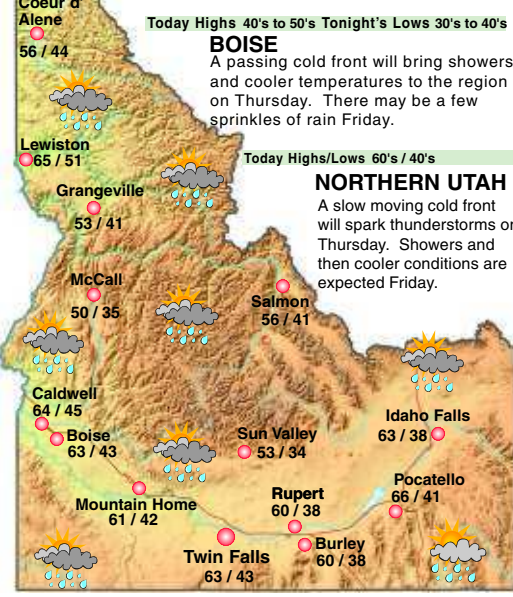 Coeur d'
Alene
56 / 44
Today Highs 40's to 50's Tonight's Lows 30's to 40's
BOISE
A passing cold front will bring showers
and cooler temperatures to the region
on Thursday. There may be a few
sprinkles of rain Friday.
Lewiston
65 / 51
Today Highs/Lows 60's / 40's
NORTHERN UTAH
A slow moving cold front
will spark thunderstorms on
Thursday. Showers and
then cooler conditions are
expected Friday.
Grangeville
53 / 41
McCall
50 / 35
Salmon
56 / 41
Caldwell
64 / 45
Boise
63 / 43
Sun Valley
53 / 34
Idaho Falls
63 / 38
Mountain Home
61 / 42
Rupert
60 / 38
Pocatello
66 / 41
Twin Falls
63 / 43
Burley
60 / 38